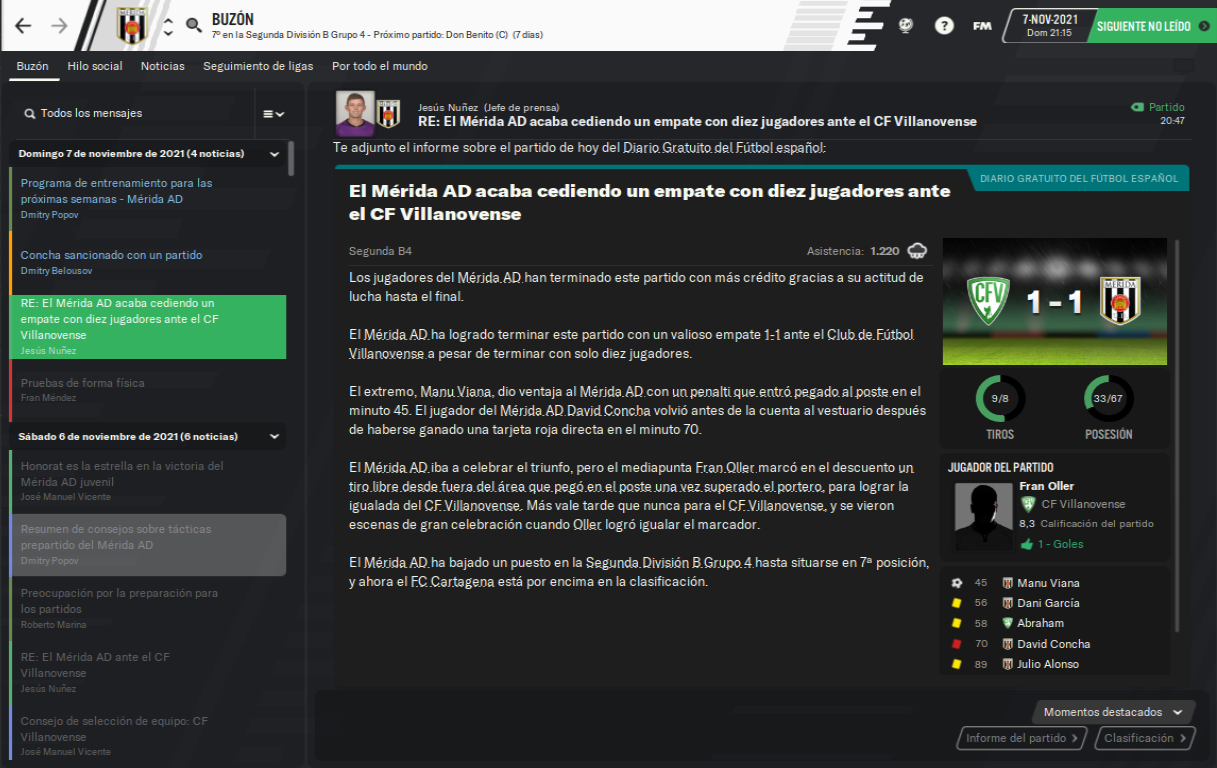 BUZÓN
7º en la Segunda División B Grupo 4 - Próximo partido: Don Benito (C) (7 dias)
?
FM
7-NOV-2021
Dom 21:15
SIGUIENTE NO LEÍDO
Buzón
Hilo social
Noticias
Seguimiento de ligas
Por todo el mundo
Todos los mensajes
Domingo 7 de noviembre de 2021 (4 noticias)
Programa de entrenamiento para las
próximas semanas - Mérida AD
Dmitry Popov
Concha sancionado con un partido
Dmitry Belousov
RE: El Mérida AD acaba cediendo un
empate con diez jugadores ante el CF
Villanovense
Jesús Nuñez
Pruebas de forma física
Fran Méndez
Sábado 6 de noviembre de 2021 (6 noticias)
Honorat es la estrella en la victoria del
Mérida AD juvenil
José Manuel Vicente
Resumen de consejos sobre tácticas
prepartido del Mérida AD
Dmitry Popov
Preocupación por la preparación para
los partidos
Roberto Marina
RE: El Mérida AD ante el CF
Villanovense
Jesús Nuñez
Consejo de selección de equipo: CF
Villanovense
José Manuel Vicente
Jesús Nuñez (Jefe de prensa)
RE: El Mérida AD acaba cediendo un empate con diez jugadores ante el CF Villanovense
Partido
20:47
Te adjunto el informe sobre el partido de hoy del Diario Gratuito del Fútbol español:
El Mérida AD acaba cediendo un empate con diez jugadores ante
el CF Villanovense
DIARIO GRATUITO DEL FÚTBOL ESPAÑOL
Segunda B4
Asistencia: 1.220
Los jugadores del Mérida AD han terminado este partido con más crédito gracias a su actitud de
lucha hasta el final.
El Mérida AD ha logrado terminar este partido con un valioso empate 1-1 ante el Club de Fútbol
Villanovense a pesar de terminar con solo diez jugadores.
El extremo, Manu Viana, dio ventaja al Mérida AD con un penalti que entró pegado al poste en el
minuto 45. El jugador del Mérida AD David Concha volvió antes de la cuenta al vestuario después
de haberse ganado una tarjeta roja directa en el minuto 70.
El Mérida AD iba a celebrar el triunfo, pero el mediapunta Fran Oller marcó en el descuento un
tiro libre desde fuera del área que pegó en el poste una vez superado el portero, para lograr la
igualada del CF Villanovense. Más vale tarde que nunca para el CF Villanovense, y se vieron
escenas de gran celebración cuando Oller logró igualar el marcador.
El Mérida AD ha bajado un puesto en la Segunda División B Grupo 4 hasta situarse en 7ª posición,
y ahora el FC Cartagena está por encima en la clasificación.
CFV
1 - 1
MÉRIDA
9/8
TIROS
33/67
POSESIÓN
JUGADOR DEL PARTIDO
Fran Oller
CF Villanovense
8,3 Calificación del partido
1 - Goles
45 Manu Viana
56 Dani García
58 Abraham
70 David Concha
89 Julio Alonso
Momentos destacados
Informe del partido
Clasificación